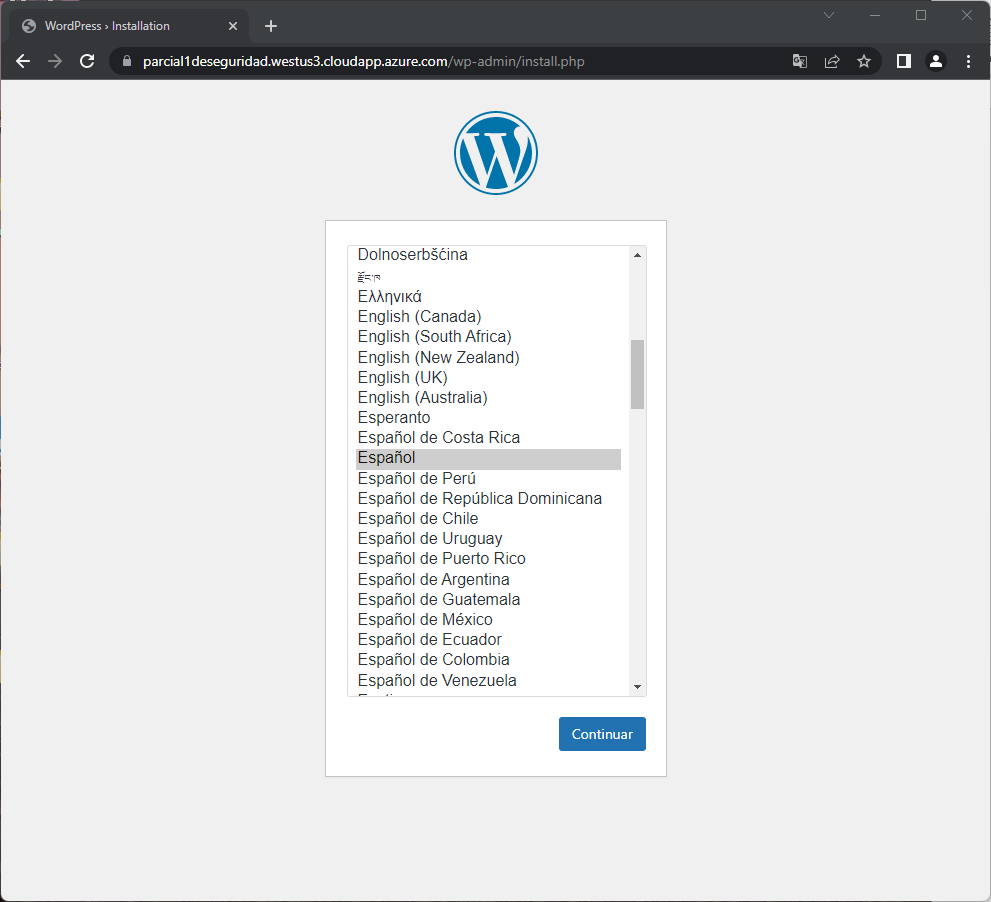 WordPress › Installation
parcial1deseguridad.westus3.cloudapp.azure.com/wp-admin/install.php
Dolnoserbšćina
རྫོང་ཁ
Ελληνικά
English (Canada)
English (South Africa)
English (New Zealand)
English (UK)
English (Australia)
Esperanto
Español de Costa Rica
Español
Español de Perú
Español de República Dominicana
Español de Chile
Español de Uruguay
Español de Puerto Rico
Español de Argentina
Español de Guatemala
Español de México
Español de Ecuador
Español de Colombia
Español de Venezuela
Continuar